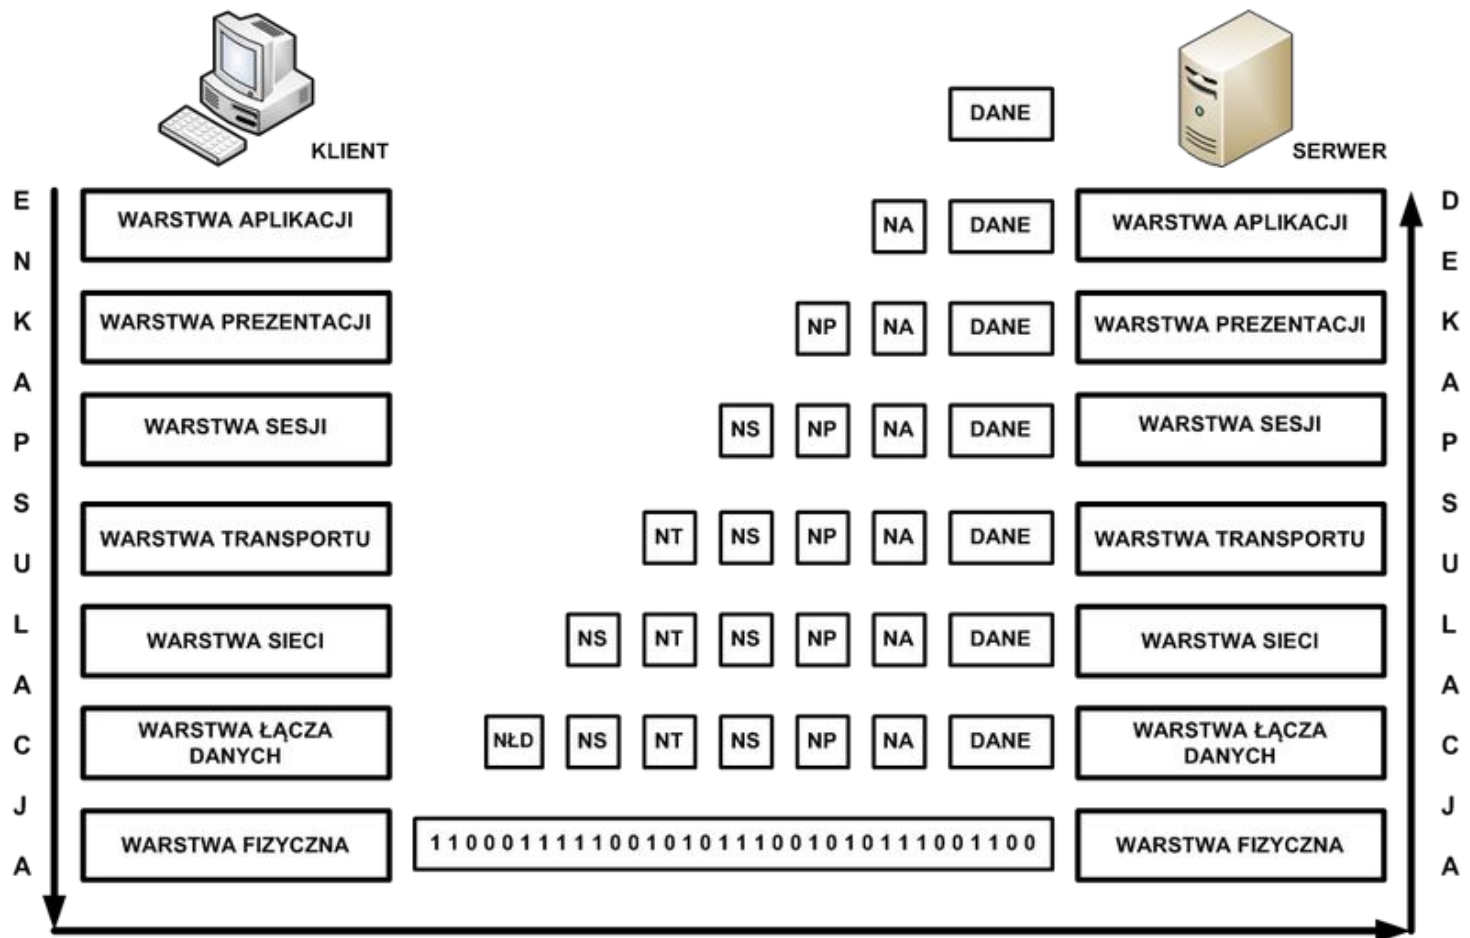 DANE
KLIENT
SERWER
ENKAPSULACJA
WARSTWA APLIKACJI
NA DANE
WARSTWA APLIKACJI
WARSTWA PREZENTACJI
NP NA DANE
WARSTWA PREZENTACJI
WARSTWA SESJI
NS NP NA DANE
WARSTWA SESJI
WARSTWA TRANSPORTU
NT NS NP NA DANE
WARSTWA TRANSPORTU
WARSTWA SIECI
NS NT NS NP NA DANE
WARSTWA SIECI
WARSTWA ŁĄCZA
DANYCH
NŁD NS NT NS NP NA DANE
WARSTWA ŁĄCZA
DANYCH
WARSTWA FIZYCZNA
1 1 0 0 0 1 1 1 1 1 0 0 1 0 1 0 1 1 1 0 0 1 0 1 0 1 1 1 0 0 1 1 0 0
WARSTWA FIZYCZNA
DEKAPSULACJA